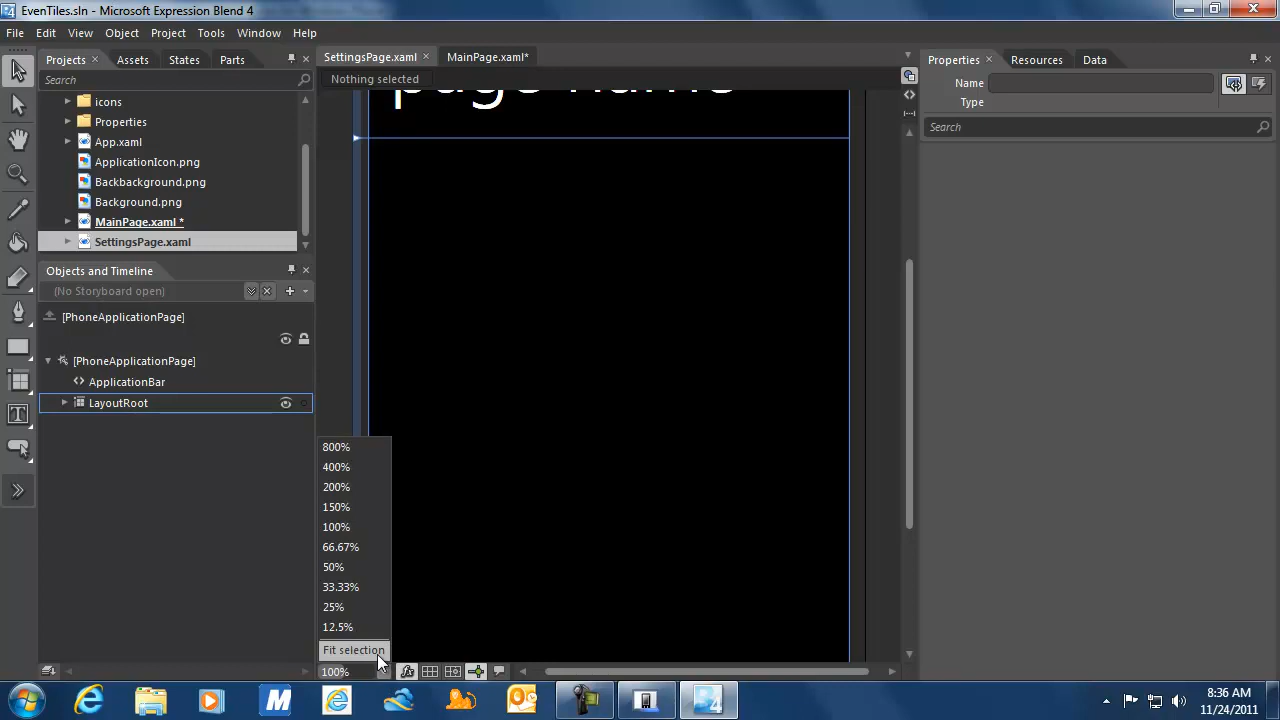 EvenTiles.sln - Microsoft Expression Blend 4
File Edit View Object Project Tools Window Help
Projects Assets States Parts
Search
icons
Properties
App.xaml
ApplicationIcon.png
Backbackground.png
Background.png
MainPage.xaml *
SettingsPage.xaml
Objects and Timeline
(No Storyboard open)
[PhoneApplicationPage]
[PhoneApplicationPage]
ApplicationBar
LayoutRoot
SettingsPage.xaml MainPage.xaml*
Nothing selected
page name
800%
400%
200%
150%
100%
66.67%
50%
33.33%
25%
12.5%
Fit selection
100%
Properties Resources Data
Name
Type
Search
8:36 AM
11/24/2011